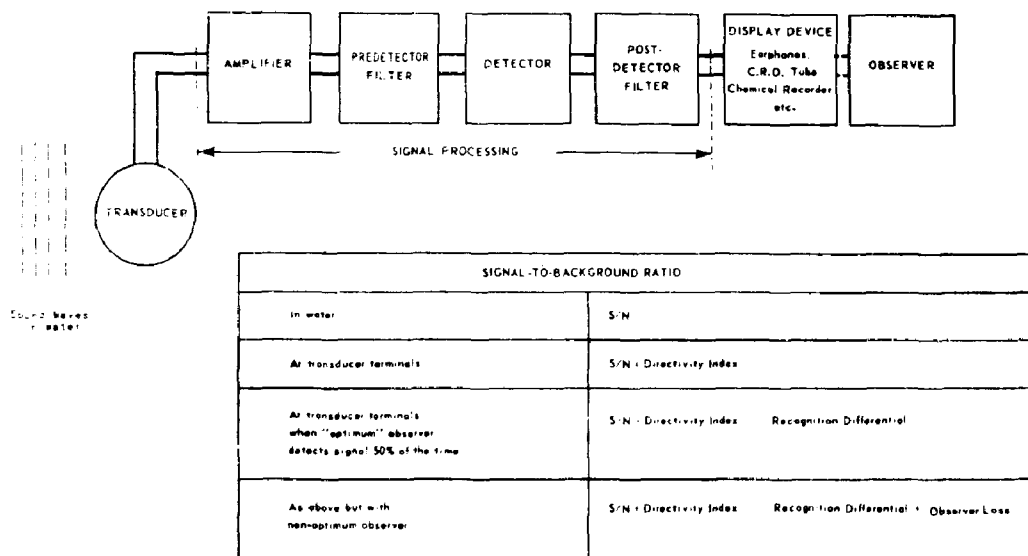 AMPLIFIER
PREDETECTOR
FILTER
DETECTOR
POST-
DETECTOR
FILTER
DISPLAY DEVICE
Earphones,
C.R.O. Tube
Chemical Recorder
etc.
OBSERVER
SIGNAL PROCESSING
TRANSDUCER
Sound waves
in water
SIGNAL-TO-BACKGROUND RATIO
In water
S/N
At transducer terminals
S/N + Directivity Index
At transducer terminals
when "optimum" observer
detects signal 50% of the time
S/N + Directivity Index Recognition Differential
As above but with
non-optimum observer
S/N + Directivity Index Recognition Differential + Observer Loss